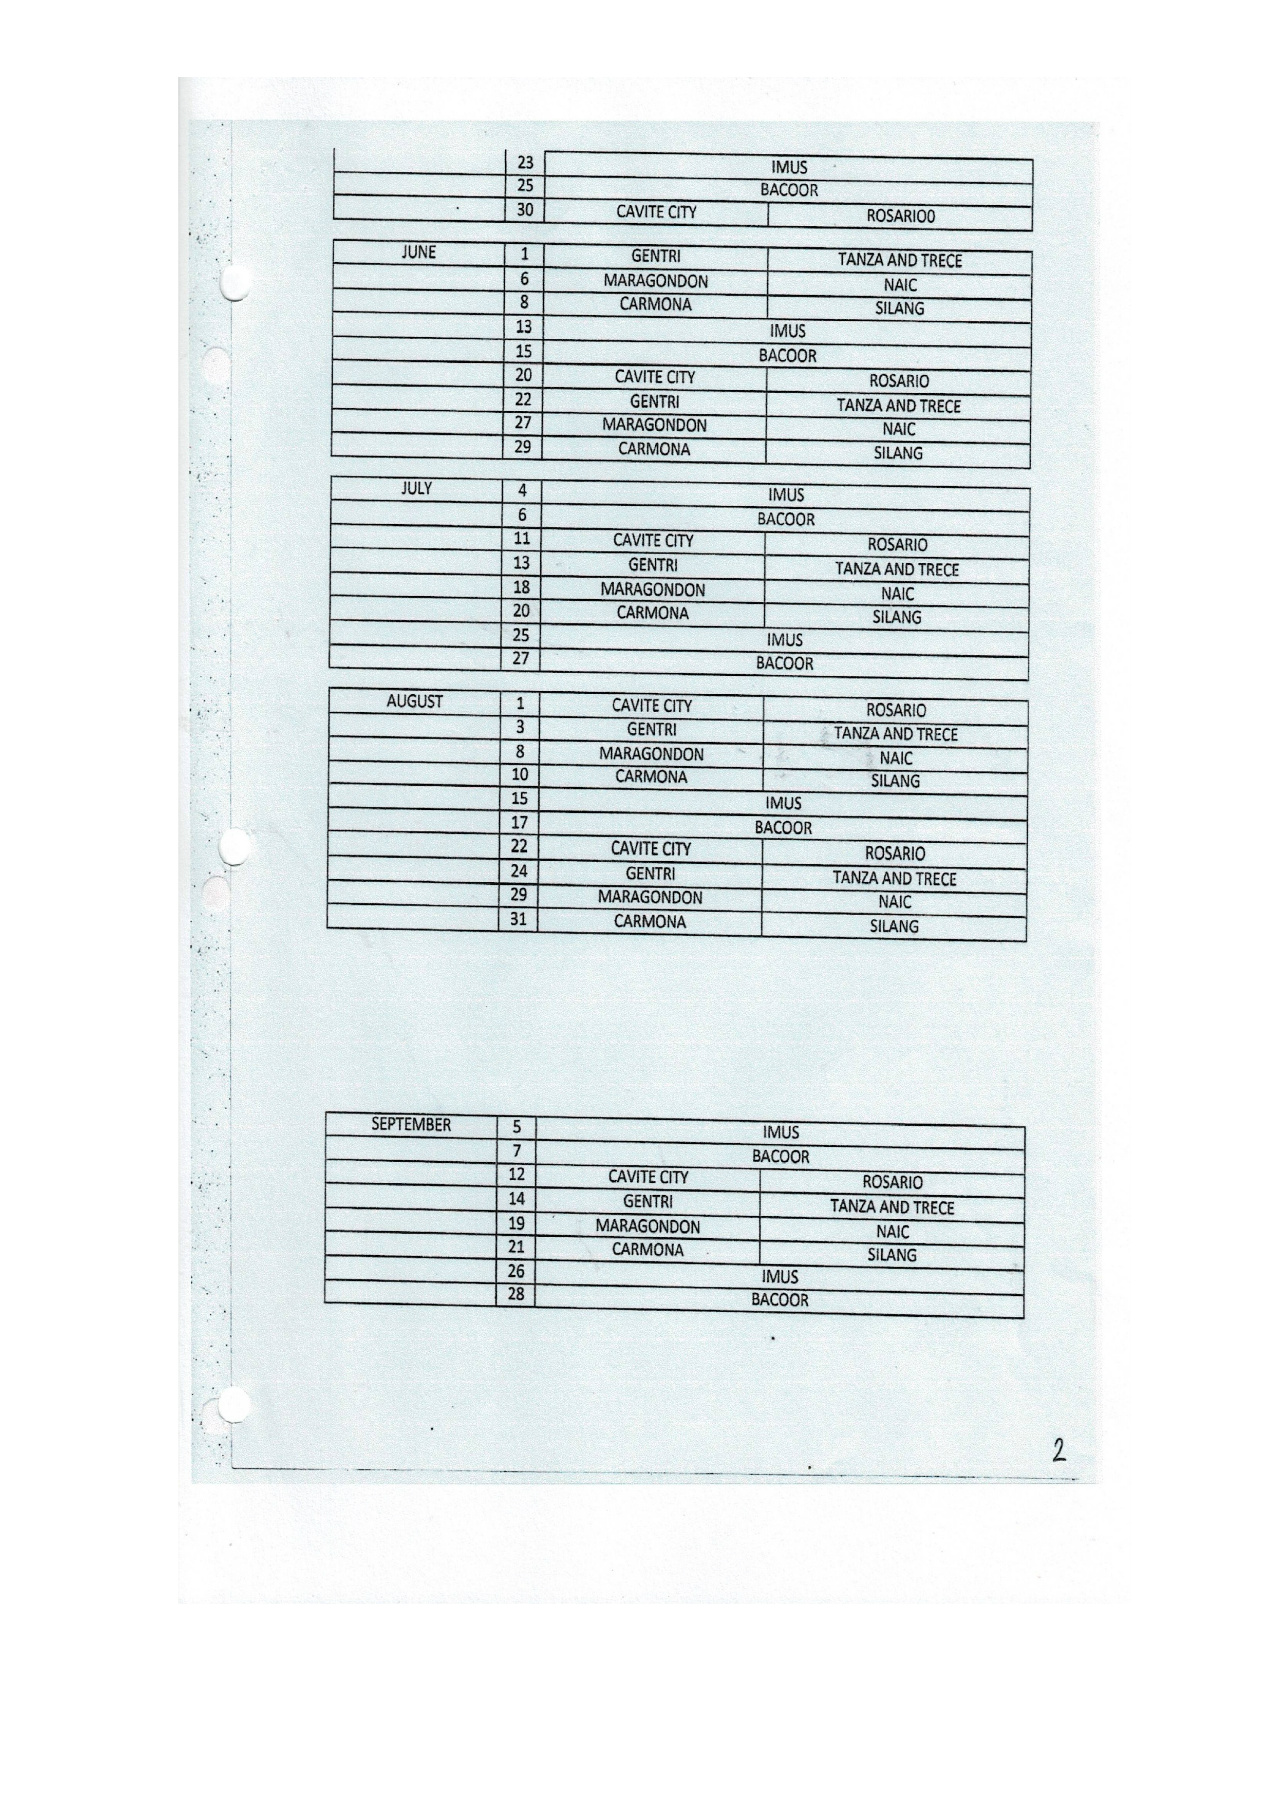 23 IMUS
25 BACOOR
30 CAVITE CITY ROSARIO0
JUNE 1 GENTRI TANZA AND TRECE
6 MARAGONDON NAIC
8 CARMONA SILANG
13 IMUS
15 BACOOR
20 CAVITE CITY ROSARIO
22 GENTRI TANZA AND TRECE
27 MARAGONDON NAIC
29 CARMONA SILANG
JULY 4 IMUS
6 BACOOR
11 CAVITE CITY ROSARIO
13 GENTRI TANZA AND TRECE
18 MARAGONDON NAIC
20 CARMONA SILANG
25 IMUS
27 BACOOR
AUGUST 1 CAVITE CITY ROSARIO
3 GENTRI TANZA AND TRECE
8 MARAGONDON NAIC
10 CARMONA SILANG
15 IMUS
17 BACOOR
22 CAVITE CITY ROSARIO
24 GENTRI TANZA AND TRECE
29 MARAGONDON NAIC
31 CARMONA SILANG
SEPTEMBER 5 IMUS
7 BACOOR
12 CAVITE CITY ROSARIO
14 GENTRI TANZA AND TRECE
19 MARAGONDON NAIC
21 CARMONA SILANG
26 IMUS
28 BACOOR
2